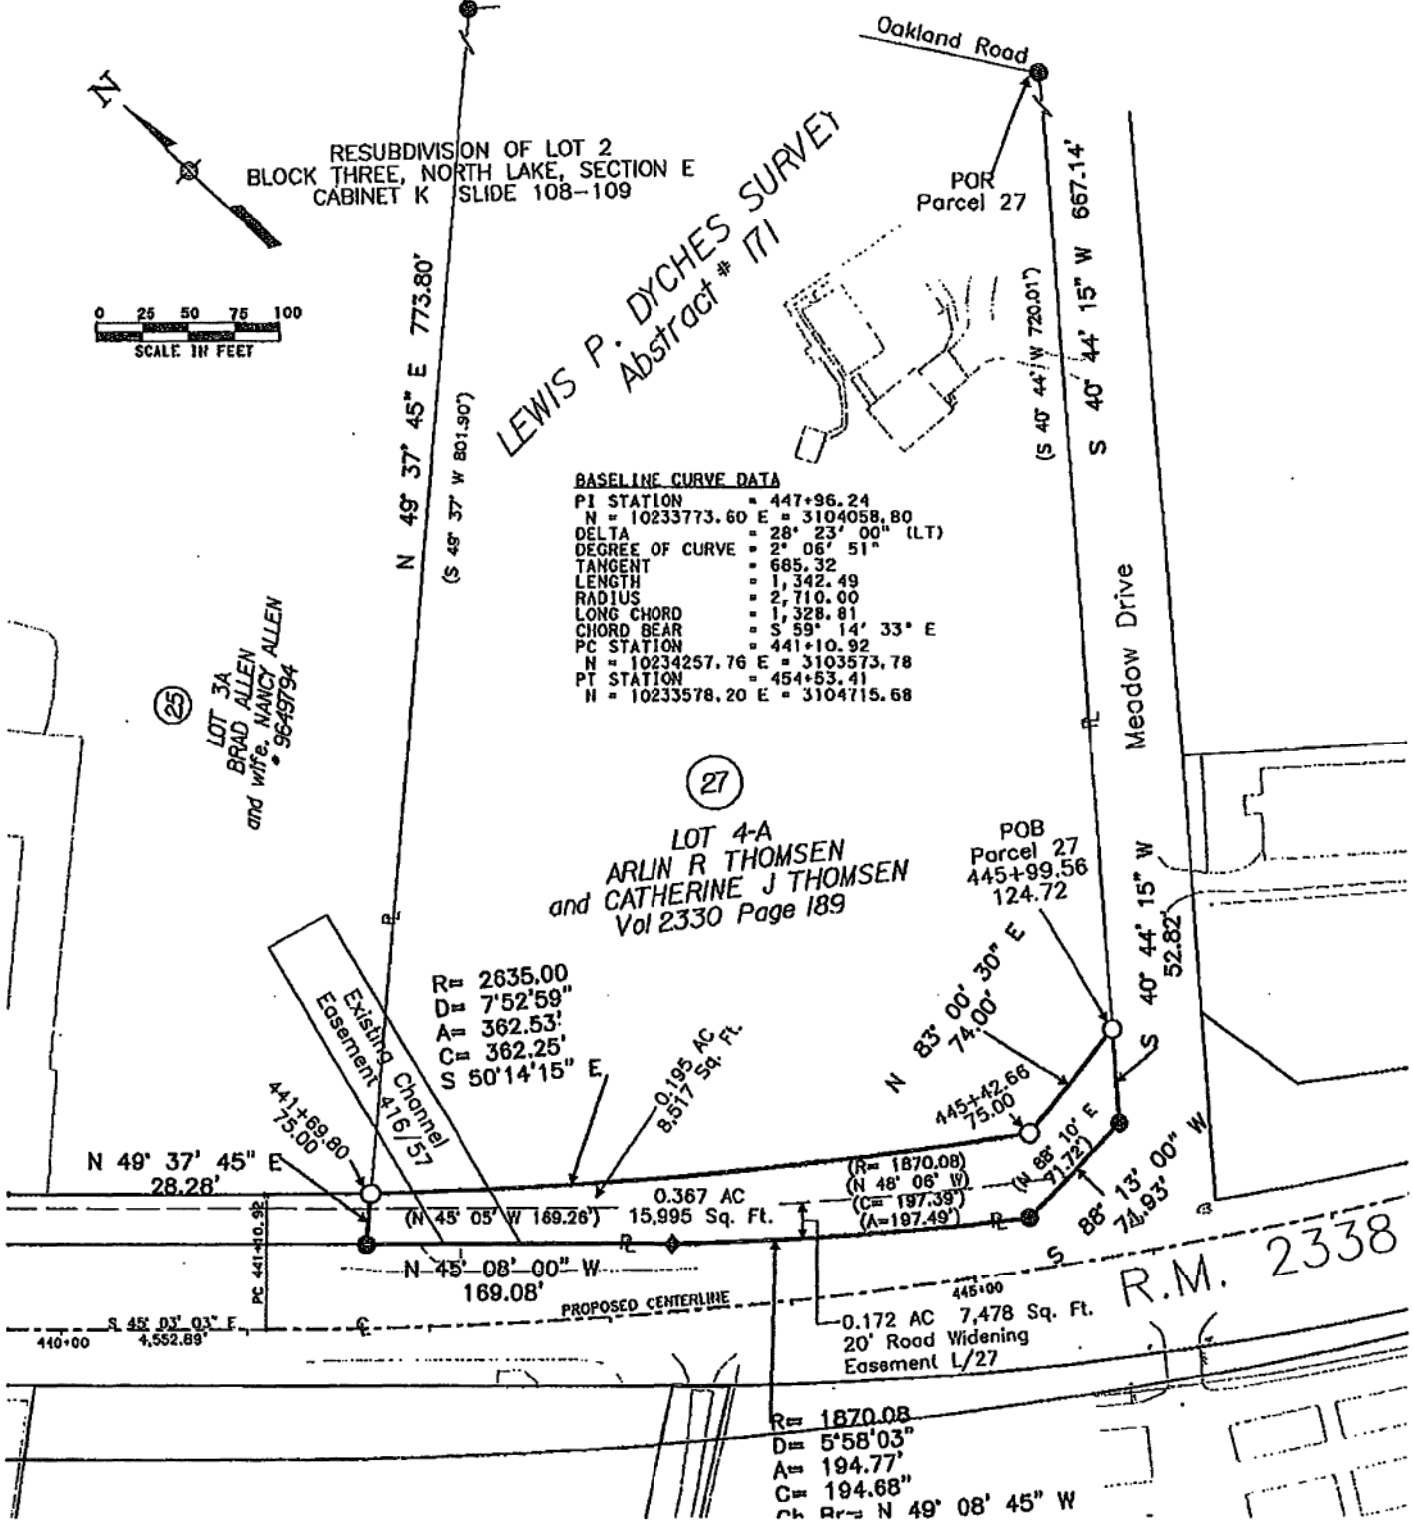 Oakland Road
N
RESUBDIVISION OF LOT 2
BLOCK THREE, NORTH LAKE, SECTION E
CABINET K SLIDE 108-109
POR
Parcel 27
S 40° 44' 15" W 667.14'
(S 40° 44' W 720.01')
LEWIS P. DYCHES SURVEY
Abstract # 171
0 25 50 75 100
SCALE IN FEET
N 49° 37' 45" E 773.80'
(S 49° 37' W 801.90')
BASELINE CURVE DATA
PI STATION = 447+96.24
N = 10233773.60 E = 3104058.80
DELTA = 28° 23' 00" (LT)
DEGREE OF CURVE = 2° 06' 51"
TANGENT = 685.32
LENGTH = 1,342.49
RADIUS = 2,710.00
LONG CHORD = 1,328.81
CHORD BEAR = S 59° 14' 33" E
PC STATION = 441+10.92
N = 10234257.76 E = 3103573.78
PT STATION = 454+53.41
N = 10233578.20 E = 3104715.68
Meadow Drive
25
LOT 3A
BRAD ALLEN
and wife, NANCY ALLEN
# 9649794
27
LOT 4-A
ARLIN R THOMSEN
and CATHERINE J THOMSEN
Vol 2330 Page 189
POB
Parcel 27
445+99.56
124.72
S 40° 44' 15" W
52.82'
N 83° 00' 30" E
74.00'
R= 2635.00
D= 7°52'59"
A= 362.53'
C= 362.25'
S 50°14'15" E
Existing Channel
Easement 416/57
0.195 AC
8,517 Sq. Ft.
441+69.80
75.00
445+42.66
75.00
N 49° 37' 45" E
28.28'
(N 88° 10' E
71.72')
(R= 1870.08)
(N 48° 06' W)
(C= 197.39')
(A=197.49')
0.367 AC
15,995 Sq. Ft.
(N 45° 05' W 169.26')
S 88° 13' 00" W
71.93'
PL
PC 441+10.92
N 45° 08' 00" W
169.08'
PROPOSED CENTERLINE
445+00
R.M. 2338
S 45° 03' 03" E
4,552.89'
440+00
0.172 AC 7,478 Sq. Ft.
20' Road Widening
Easement L/27
R= 1870.08
D= 5°58'03"
A= 194.77'
C= 194.68"
Ch Br= N 49° 08' 45" W